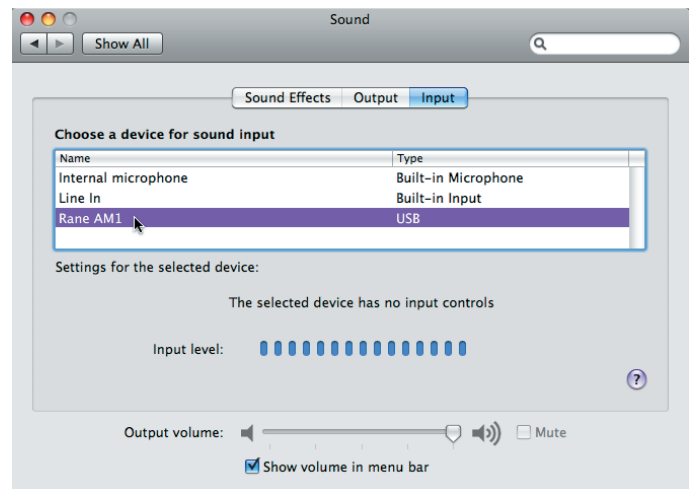 Sound
Show All
Sound Effects Output Input
Choose a device for sound input
Name Type
Internal microphone Built-in Microphone
Line In Built-in Input
Rane AM1 USB
Settings for the selected device:
The selected device has no input controls
Input level:
?
Output volume: Mute
Show volume in menu bar